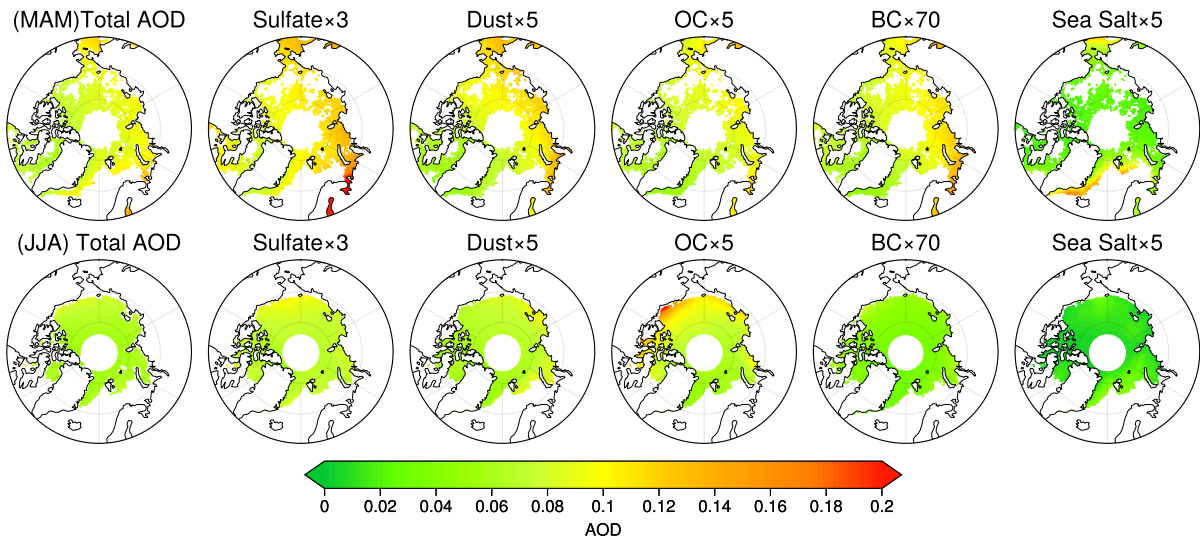 (MAM)Total AOD Sulfate×3 Dust×5 OC×5 BC×70 Sea Salt×5
(JJA) Total AOD Sulfate×3 Dust×5 OC×5 BC×70 Sea Salt×5
0 0.02 0.04 0.06 0.08 0.1 0.12 0.14 0.16 0.18 0.2
AOD